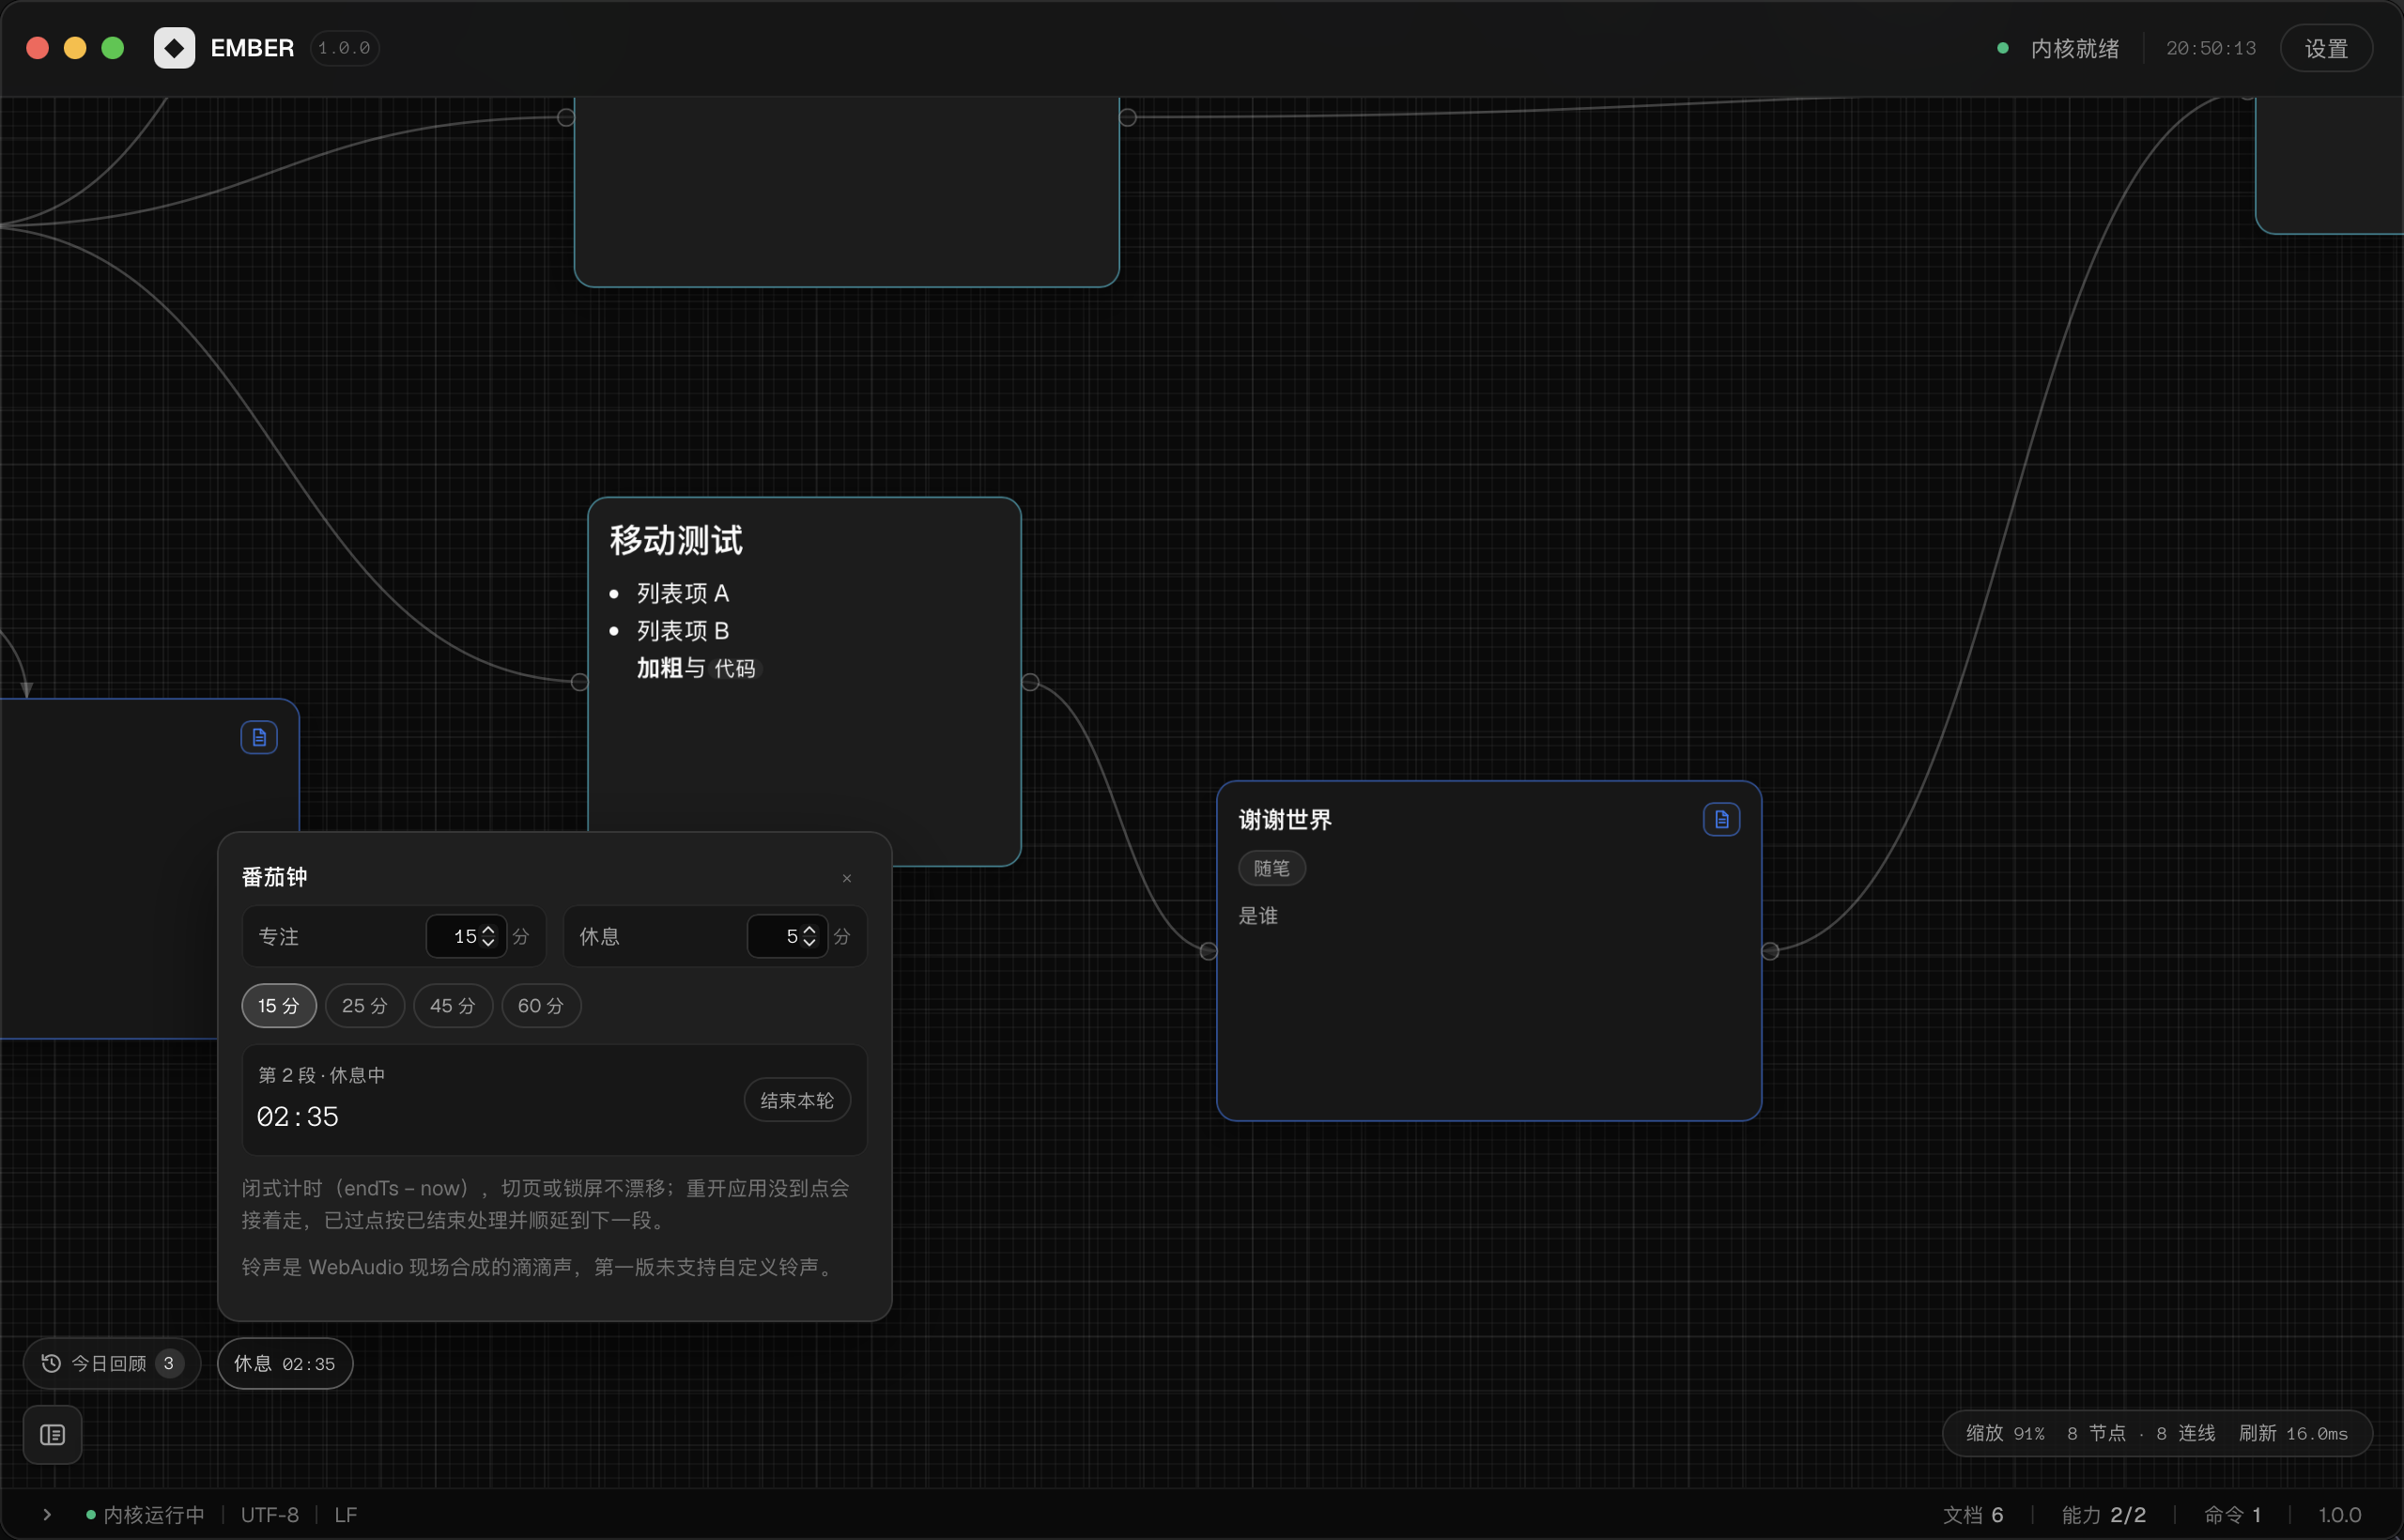 EMBER 1.0.0
内核就绪 20:50:13 设置
移动测试
列表项 A
列表项 B
加粗与 代码
谢谢世界
随笔
是谁
番茄钟 ×
专注 15 分 休息 5 分
15 分 25 分 45 分 60 分
第 2 段 · 休息中
02:35
结束本轮
闭式计时（endTs – now），切页或锁屏不漂移；重开应用没到点会
接着走，已过点按已结束处理并顺延到下一段。
铃声是 WebAudio 现场合成的滴滴声，第一版未支持自定义铃声。
今日回顾 3 休息 02:35
缩放 91% 8 节点 · 8 连线 刷新 16.0ms
内核运行中 UTF-8 LF
文档 6 能力 2/2 命令 1 1.0.0